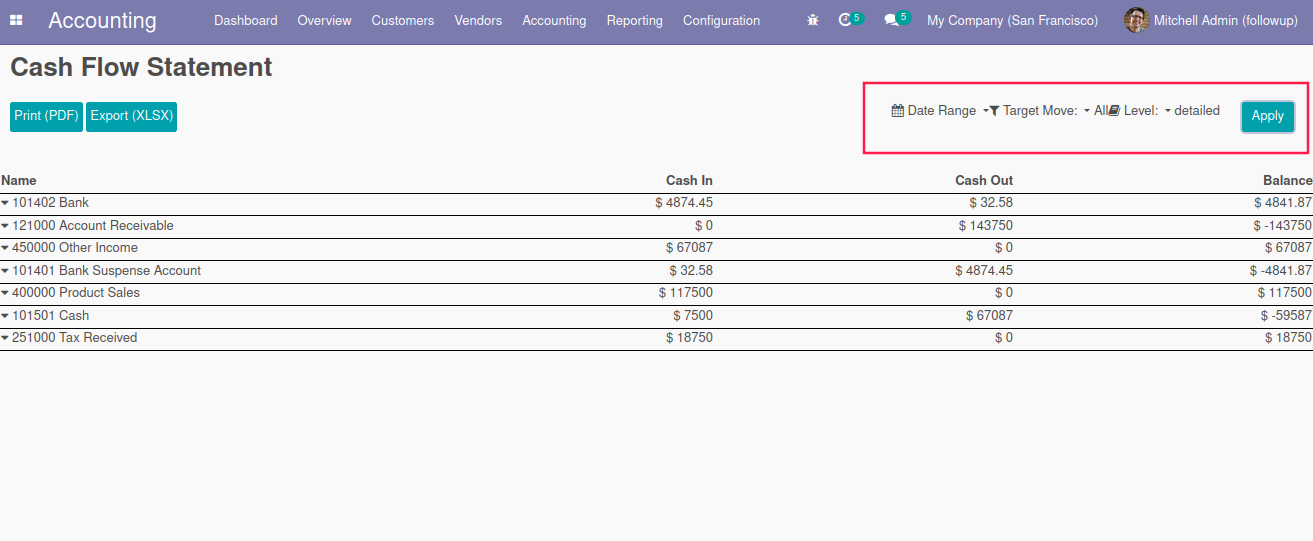 Accounting Dashboard Overview Customers Vendors Accounting Reporting Configuration 5 5 My Company (San Francisco) Mitchell Admin (followup)
Cash Flow Statement
Print (PDF) Export (XLSX) Date Range Target Move: All Level: detailed Apply
Name Cash In Cash Out Balance
101402 Bank $ 4874.45 $ 32.58 $ 4841.87
121000 Account Receivable $ 0 $ 143750 $ -143750
450000 Other Income $ 67087 $ 0 $ 67087
101401 Bank Suspense Account $ 32.58 $ 4874.45 $ -4841.87
400000 Product Sales $ 117500 $ 0 $ 117500
101501 Cash $ 7500 $ 67087 $ -59587
251000 Tax Received $ 18750 $ 0 $ 18750